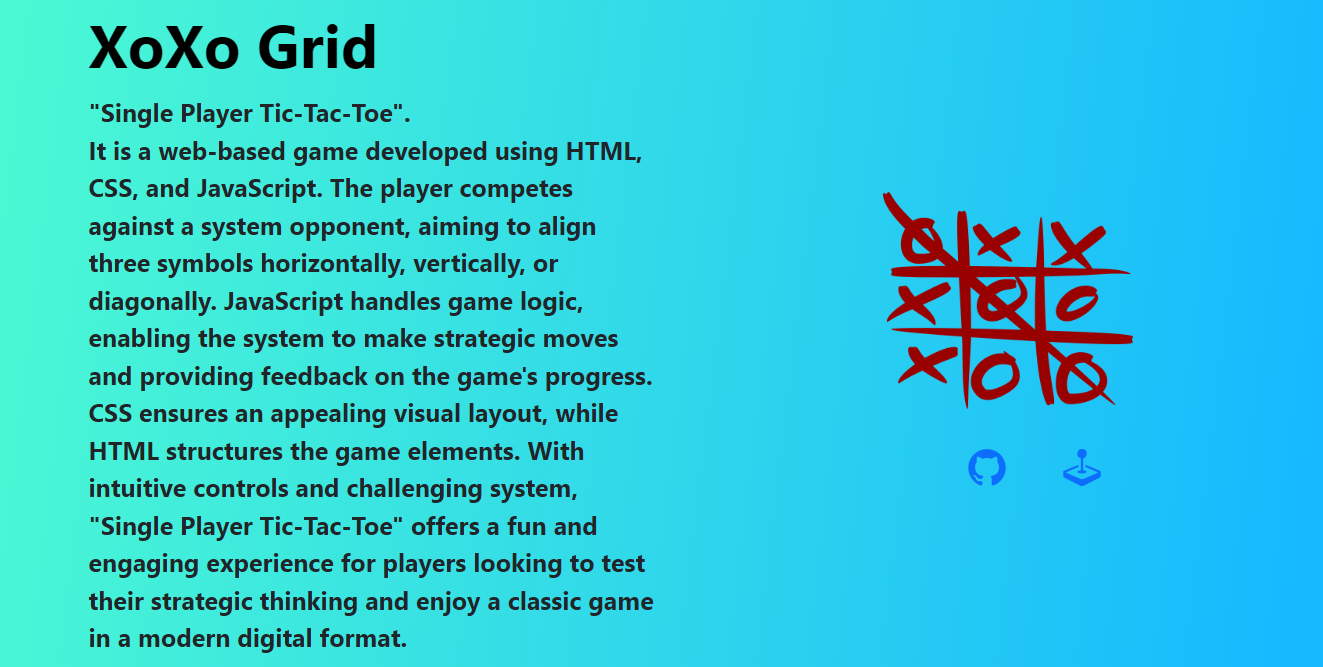 XoXo Grid
"Single Player Tic-Tac-Toe".
It is a web-based game developed using HTML,
CSS, and JavaScript. The player competes
against a system opponent, aiming to align
three symbols horizontally, vertically, or
diagonally. JavaScript handles game logic,
enabling the system to make strategic moves
and providing feedback on the game's progress.
CSS ensures an appealing visual layout, while
HTML structures the game elements. With
intuitive controls and challenging system,
"Single Player Tic-Tac-Toe" offers a fun and
engaging experience for players looking to test
their strategic thinking and enjoy a classic game
in a modern digital format.
O X X
X O O
X O O